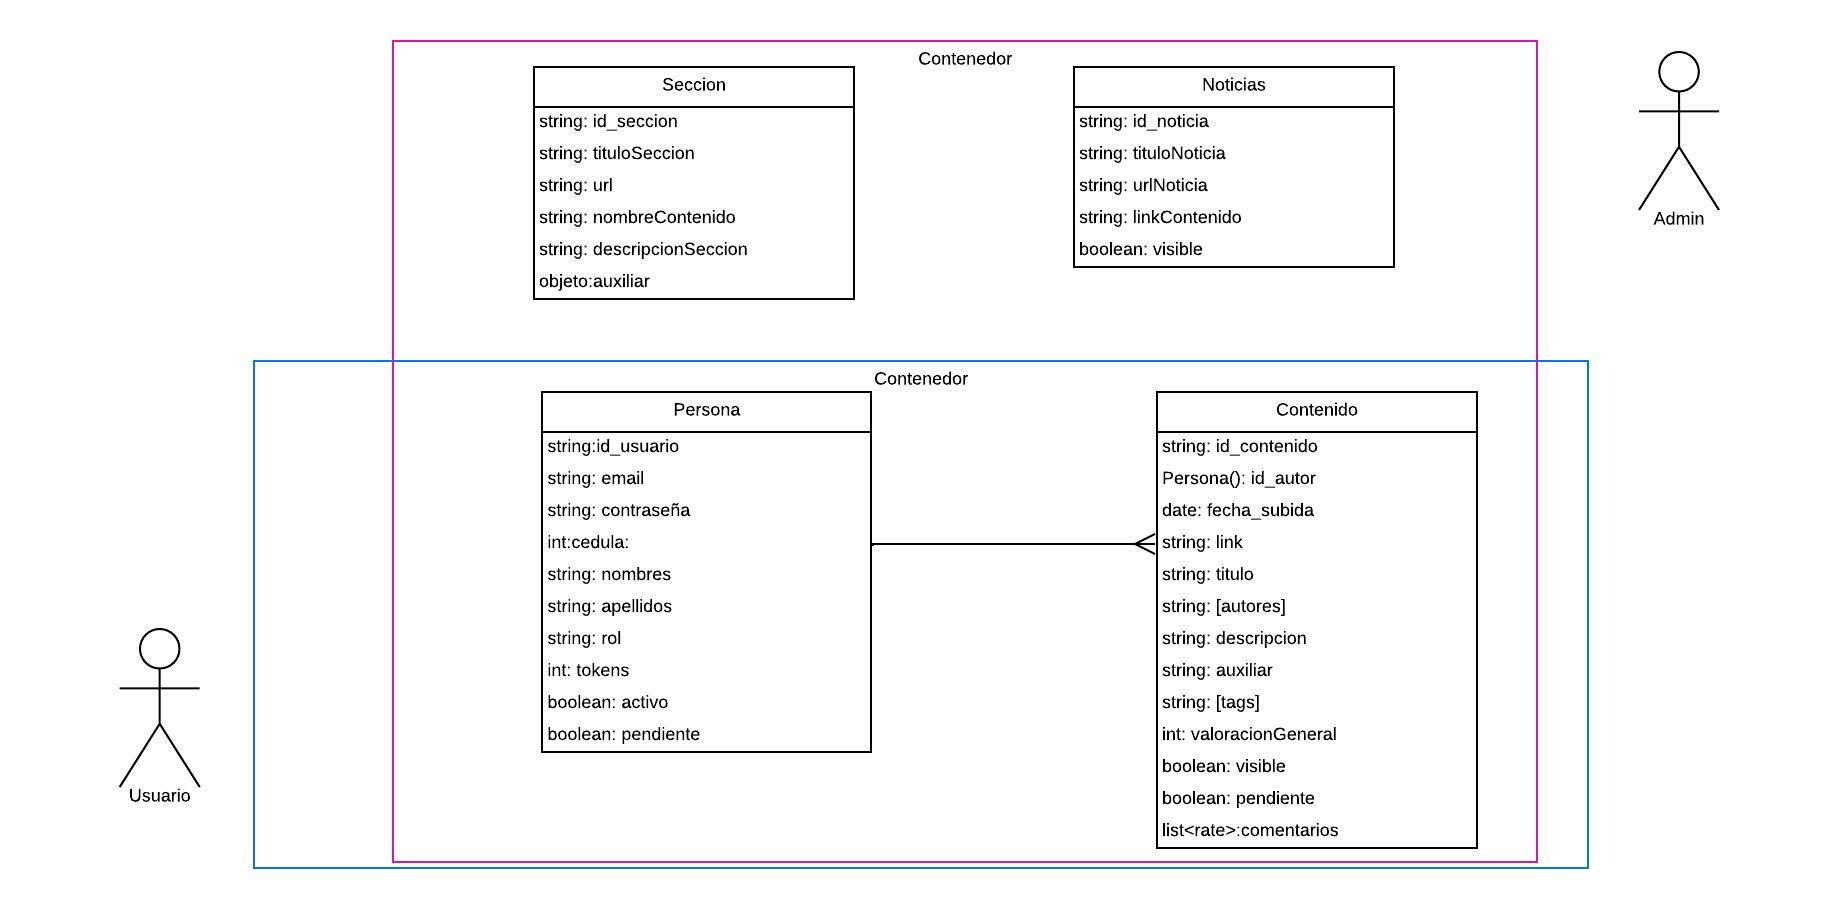 Contenedor
Seccion
string: id_seccion
string: tituloSeccion
string: url
string: nombreContenido
string: descripcionSeccion
objeto:auxiliar
Noticias
string: id_noticia
string: tituloNoticia
string: urlNoticia
string: linkContenido
boolean: visible
Admin
Contenedor
Persona
string:id_usuario
string: email
string: contraseña
int:cedula:
string: nombres
string: apellidos
string: rol
int: tokens
boolean: activo
boolean: pendiente
Contenido
string: id_contenido
Persona(): id_autor
date: fecha_subida
string: link
string: titulo
string: [autores]
string: descripcion
string: auxiliar
string: [tags]
int: valoracionGeneral
boolean: visible
boolean: pendiente
list<rate>:comentarios
Usuario